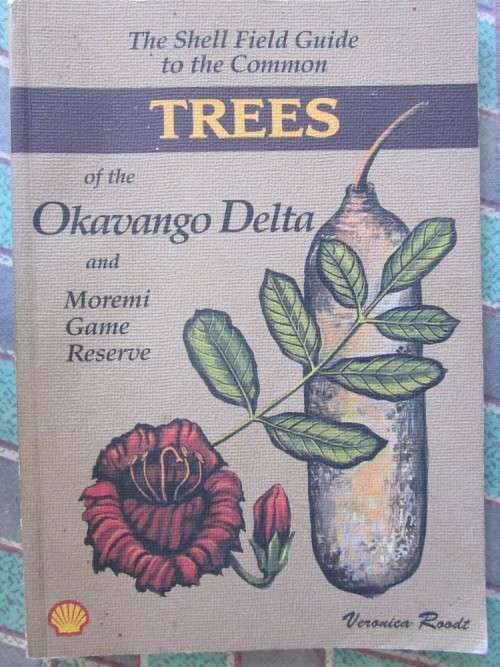 The Shell Field Guide
to the Common
TREES
of the
Okavango Delta
and
Moremi
Game
Reserve
Veronica Roodt